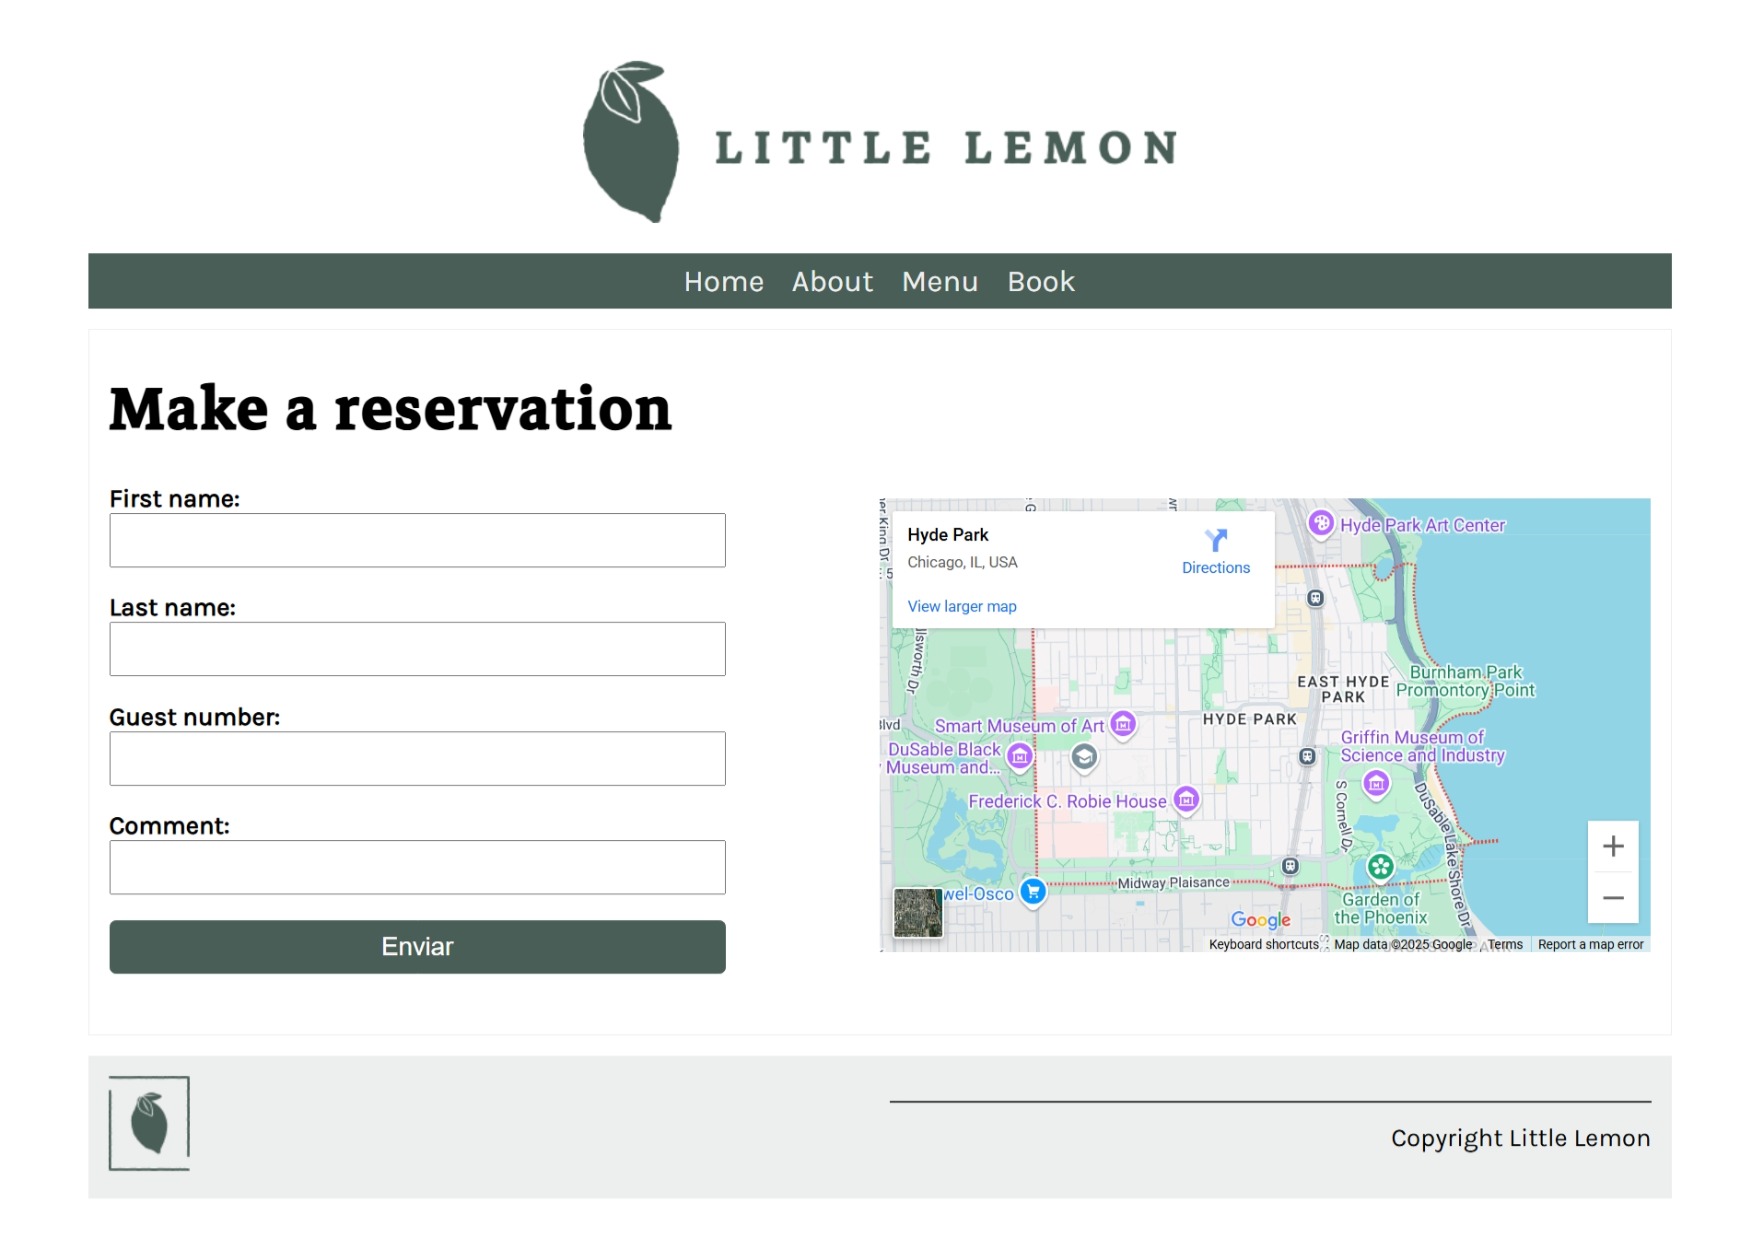 LITTLE LEMON
Home About Menu Book
Make a reservation
First name:
Last name:
Guest number:
Comment:
Enviar
Hyde Park
Chicago, IL, USA
Directions
View larger map
Hyde Park Art Center
Burnham Park
Promontory Point
EAST HYDE
PARK
HYDE PARK
Smart Museum of Art
DuSable Black
Museum and...
Griffin Museum of
Science and Industry
Frederick C. Robie House
S Cornell Dr
DuSable Lake Shore Dr
Midway Plaisance
wel-Osco
Garden of
the Phoenix
Google
Keyboard shortcuts
Map data ©2025 Google
Terms
Report a map error
Copyright Little Lemon